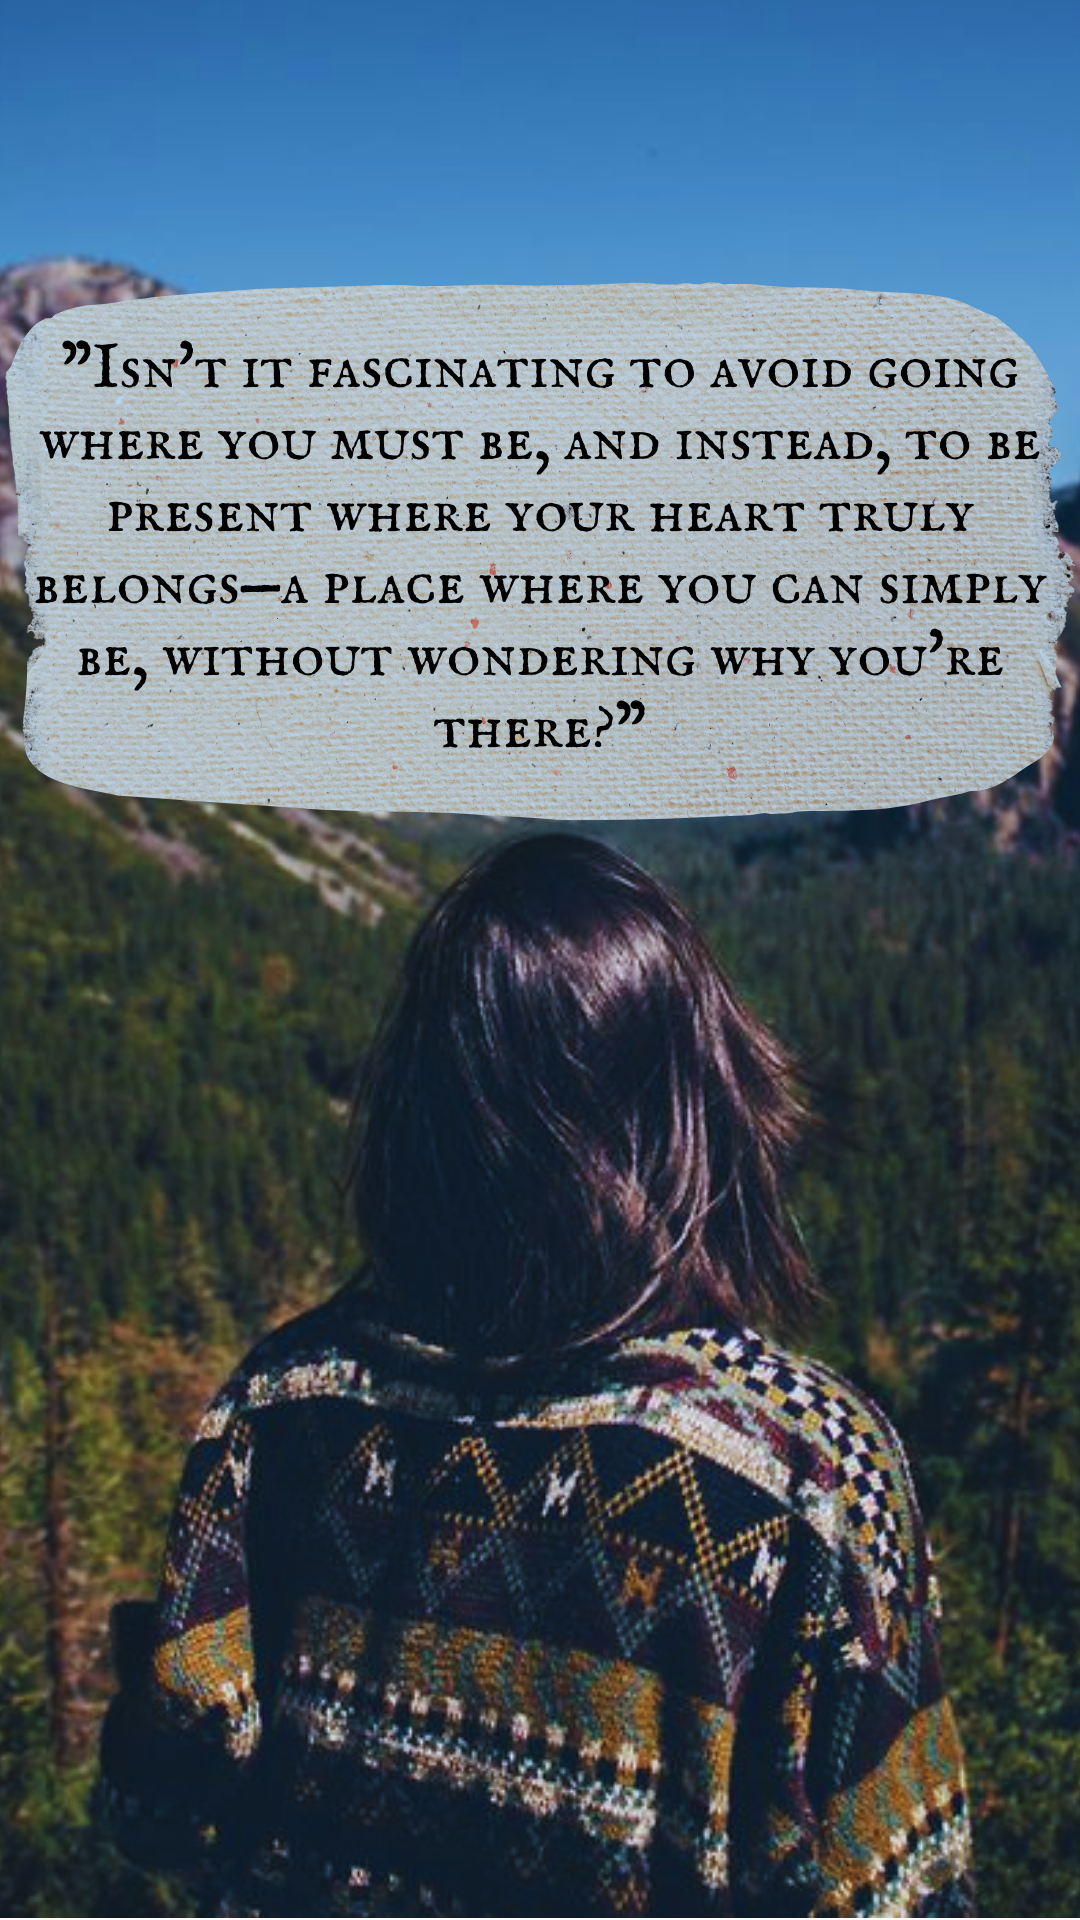 ”Isn’t it fascinating to avoid going
where you must be, and instead, to be
present where your heart truly
belongs—a place where you can simply
be, without wondering why you’re
there?”